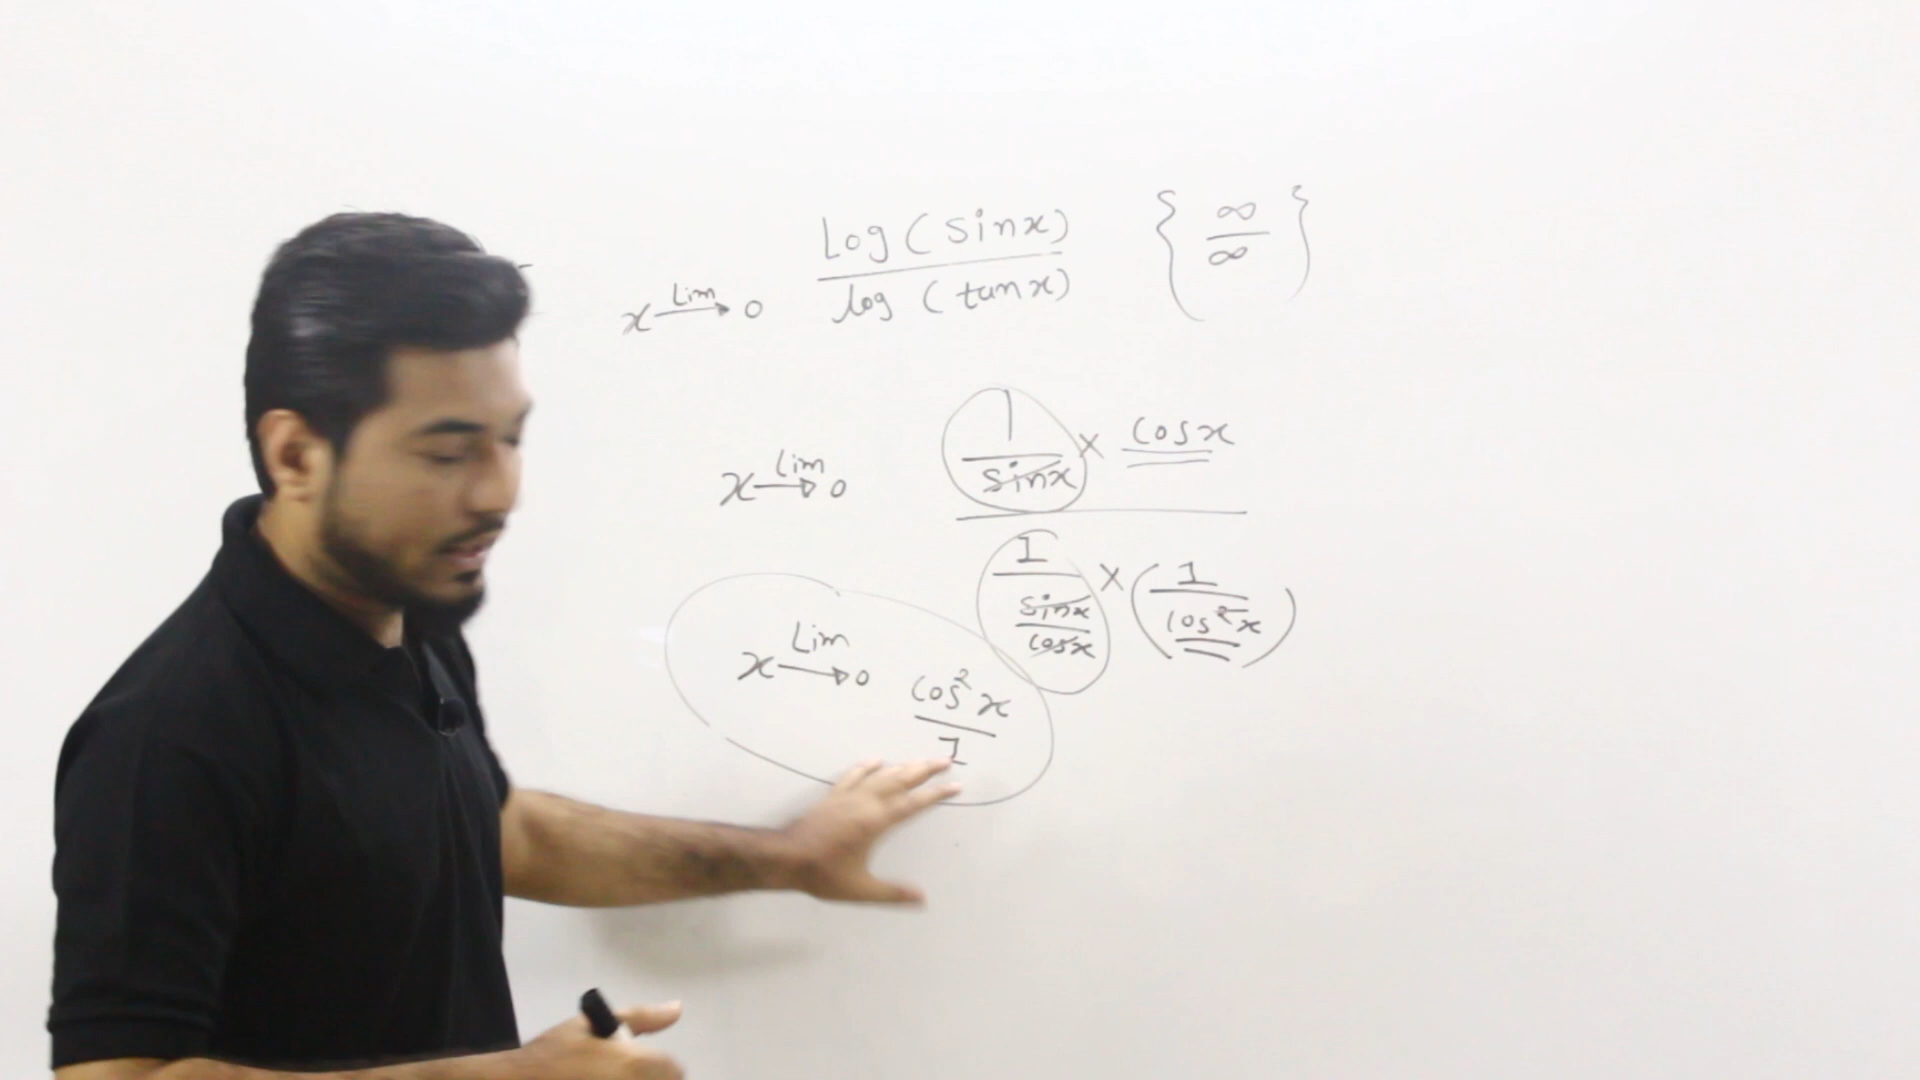 Lim x→0 Log (sinx) / log (tanx) { ∞/∞ }
Lim x→0 1/sinx × cosx
1/(sinx/cosx) × (1/cos²x)
Lim x→0 cos²x/1